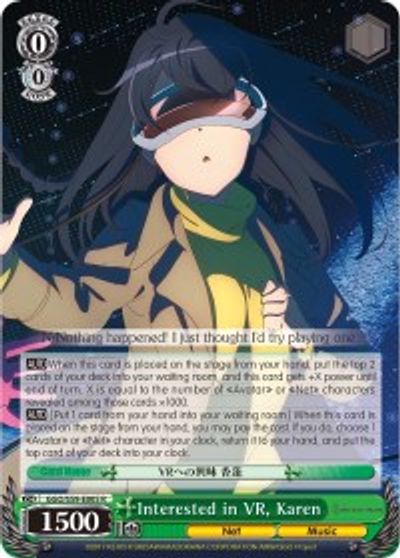 0
0
"Nothing happened! I just thought I'd try playing one
AUTO When this card is placed on the stage from your hand, put the top 2
cards of your deck into your waiting room, and this card gets +X power until
end of turn. X is equal to the number of «Avatar» or «Net» characters
revealed among those cards ×1000.
AUTO [Put 1 card from your hand into your waiting room] When this card is
placed on the stage from your hand, you may pay the cost. If you do, choose 1
«Avatar» or «Net» character in your clock, return it to your hand, and put the top
card of your deck into your clock.
Card Name
VRへの興味 香蓮
Interested in VR, Karen
1500
Net
Music